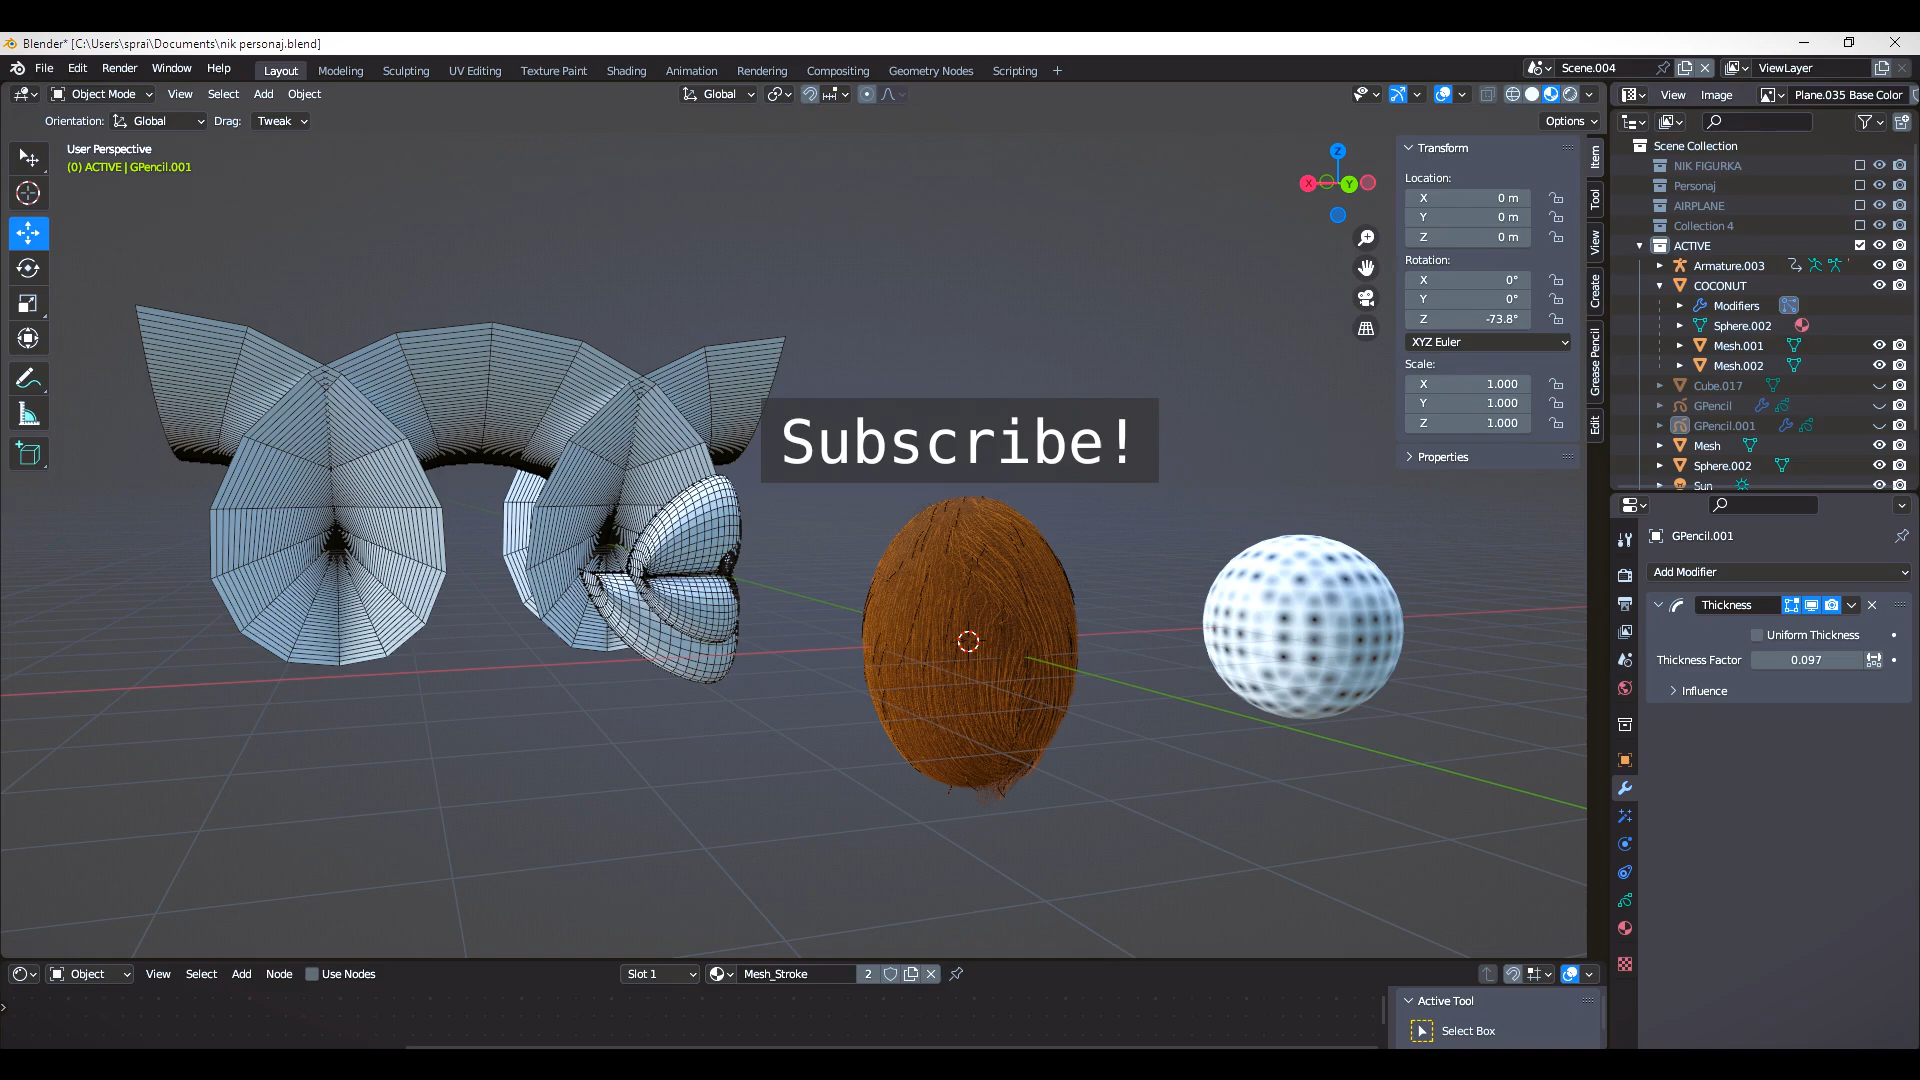 Blender* [C:\Users\sprai\Documents\nik personaj.blend]
File Edit Render Window Help Layout Modeling Sculpting UV Editing Texture Paint Shading Animation Rendering Compositing Geometry Nodes Scripting + Scene.004 ViewLayer
Object Mode View Select Add Object Global View Image Plane.035 Base Color
Orientation: Global Drag: Tweak Options
User Perspective
(0) ACTIVE | GPencil.001
Z
X
Y
Transform
Location:
X 0 m
Y 0 m
Z 0 m
Rotation:
X 0°
Y 0°
Z -73.8°
XYZ Euler
Scale:
X 1.000
Y 1.000
Z 1.000
Properties
Item
Tool
View
Create
Grease Pencil
Edit
Subscribe!
Scene Collection
NIK FIGURKA
Personaj
AIRPLANE
Collection 4
ACTIVE
Armature.003
COCONUT
Modifiers
Sphere.002
Mesh.001
Mesh.002
Cube.017
GPencil
GPencil.001
Mesh
Sphere.002
Sun
GPencil.001
Add Modifier
Thickness
Uniform Thickness
Thickness Factor 0.097
Influence
Object View Select Add Node Use Nodes Slot 1 Mesh_Stroke 2
Active Tool
Select Box